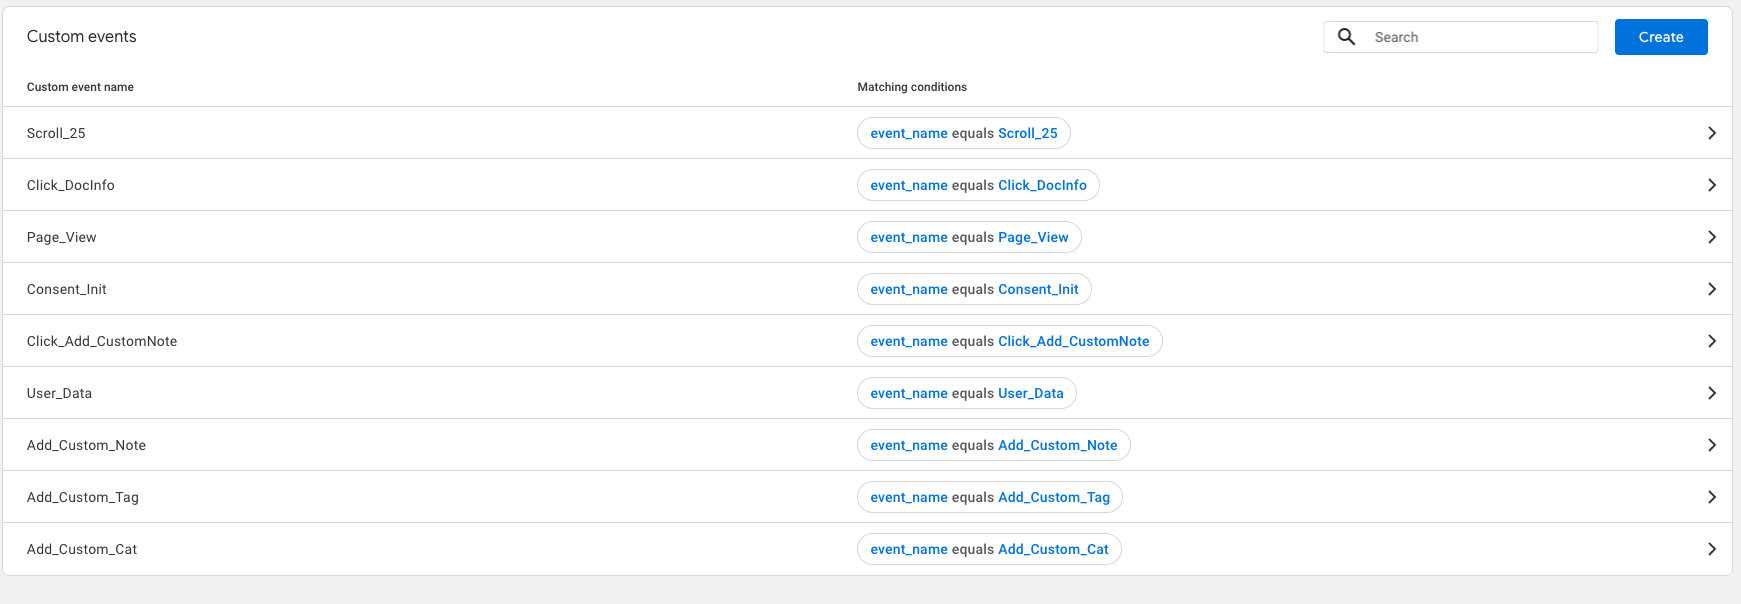 Custom events
Search
Create
Custom event name
Matching conditions
Scroll_25
event_name equals Scroll_25
Click_DocInfo
event_name equals Click_DocInfo
Page_View
event_name equals Page_View
Consent_Init
event_name equals Consent_Init
Click_Add_CustomNote
event_name equals Click_Add_CustomNote
User_Data
event_name equals User_Data
Add_Custom_Note
event_name equals Add_Custom_Note
Add_Custom_Tag
event_name equals Add_Custom_Tag
Add_Custom_Cat
event_name equals Add_Custom_Cat